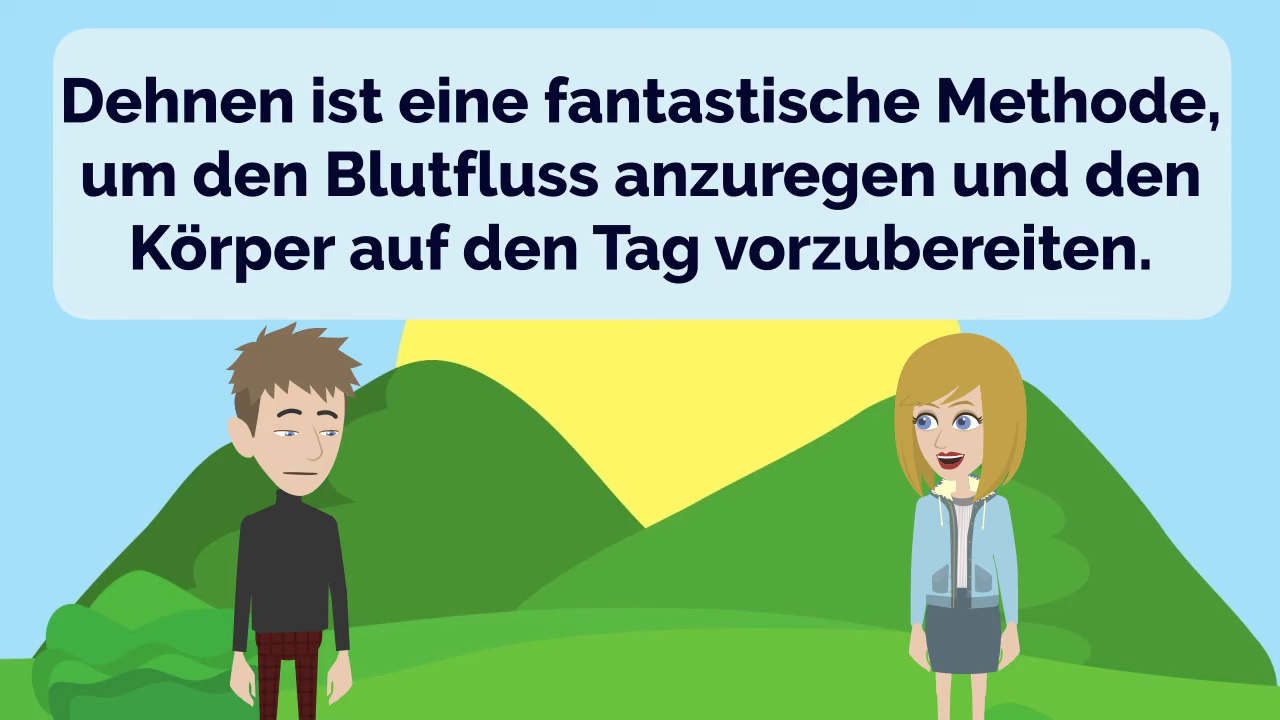 Dehnen ist eine fantastische Methode,
um den Blutfluss anzuregen und den
Körper auf den Tag vorzubereiten.